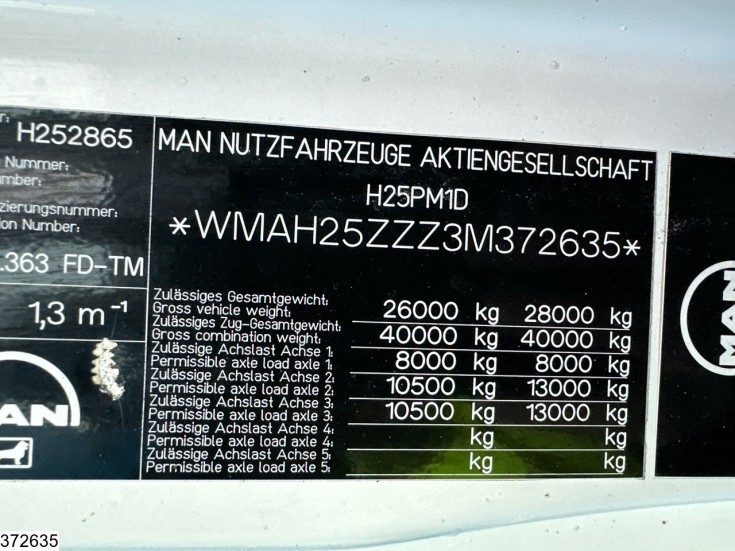 r:
H252865
Nummer:
mber:
zierungsnummer:
ion Number:
.363 FD-TM
1,3 m⁻¹
MAN
MAN NUTZFAHRZEUGE AKTIENGESELLSCHAFT
H25PM1D
*WMAH25ZZZ3M372635*
Zulässiges Gesamtgewicht:
Gross vehicle weight: 26000 kg 28000 kg
Zulässiges Zug-Gesamtgewicht:
Gross combination weight: 40000 kg 40000 kg
Zulässige Achslast Achse 1:
Permissible axle load axle 1: 8000 kg 8000 kg
Zulässige Achslast Achse 2:
Permissible axle load axle 2: 10500 kg 13000 kg
Zulässige Achslast Achse 3:
Permissible axle load axle 3: 10500 kg 13000 kg
Zulässige Achslast Achse 4:
Permissible axle load axle 4: kg kg
Zulässige Achslast Achse 5:
Permissible axle load axle 5: kg kg
MAN
372635